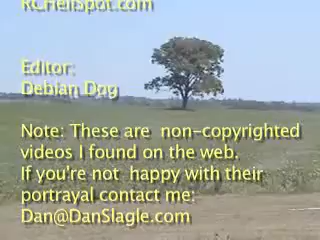 RCHeliSpot.com
Editor:
Debian Dog
Note: These are non-copyrighted
videos I found on the web.
If you're not happy with their
portrayal contact me:
Dan@DanSlagle.com